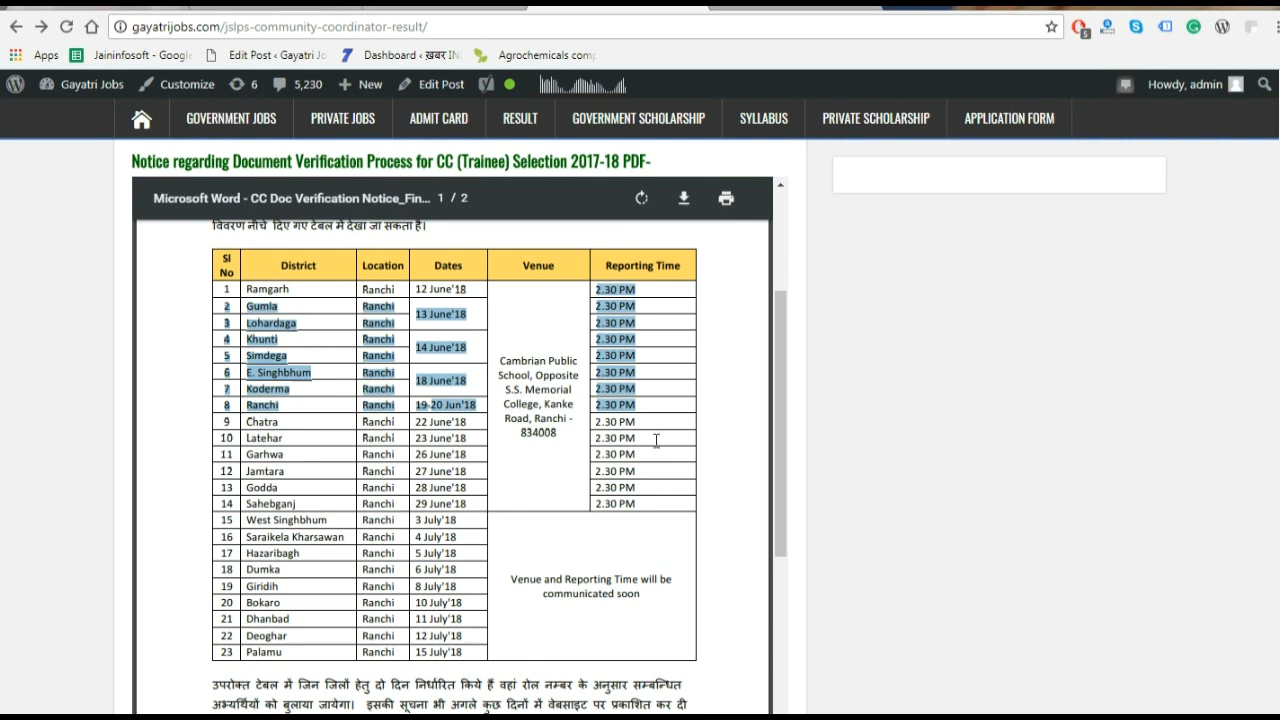 gayatrijobs.com/jslps-community-coordinator-result/
5
Apps Jaininfosoft - Google Edit Post ‹ Gayatri Jo Dashboard ‹ ख़बर IN Agrochemicals com
Gayatri Jobs Customize 6 5,230 New Edit Post Howdy, admin
GOVERNMENT JOBS PRIVATE JOBS ADMIT CARD RESULT GOVERNMENT SCHOLARSHIP SYLLABUS PRIVATE SCHOLARSHIP APPLICATION FORM
Notice regarding Document Verification Process for CC (Trainee) Selection 2017-18 PDF-
Microsoft Word - CC Doc Verification Notice_Fin... 1 / 2
विवरण नीचे दिए गए टेबल में देखा जा सकता है।
Sl No District Location Dates Venue Reporting Time
1 Ramgarh Ranchi 12 June'18 2.30 PM
2 Gumla Ranchi 13 June'18 2.30 PM
3 Lohardaga Ranchi 2.30 PM
4 Khunti Ranchi 14 June'18 2.30 PM
5 Simdega Ranchi 2.30 PM
6 E. Singhbhum Ranchi 18 June'18 2.30 PM
7 Koderma Ranchi 2.30 PM
8 Ranchi Ranchi 19-20 Jun'18 2.30 PM
9 Chatra Ranchi 22 June'18 2.30 PM
10 Latehar Ranchi 23 June'18 2.30 PM
11 Garhwa Ranchi 26 June'18 2.30 PM
12 Jamtara Ranchi 27 June'18 2.30 PM
13 Godda Ranchi 28 June'18 2.30 PM
14 Sahebganj Ranchi 29 June'18 2.30 PM
Cambrian Public
School, Opposite
S.S. Memorial
College, Kanke
Road, Ranchi -
834008
15 West Singhbhum Ranchi 3 July'18
16 Saraikela Kharsawan Ranchi 4 July'18
17 Hazaribagh Ranchi 5 July'18
18 Dumka Ranchi 6 July'18
19 Giridih Ranchi 8 July'18
20 Bokaro Ranchi 10 July'18
21 Dhanbad Ranchi 11 July'18
22 Deoghar Ranchi 12 July'18
23 Palamu Ranchi 15 July'18
Venue and Reporting Time will be
communicated soon
उपरोक्त टेबल में जिन जिलों हेतु दो दिन निर्धारित किये हैं वहां रोल नम्बर के अनुसार सम्बन्धित
अभ्यर्थियों को बुलाया जायेगा। इसकी सूचना भी अगले कुछ दिनों में वेबसाइट पर प्रकाशित कर दी